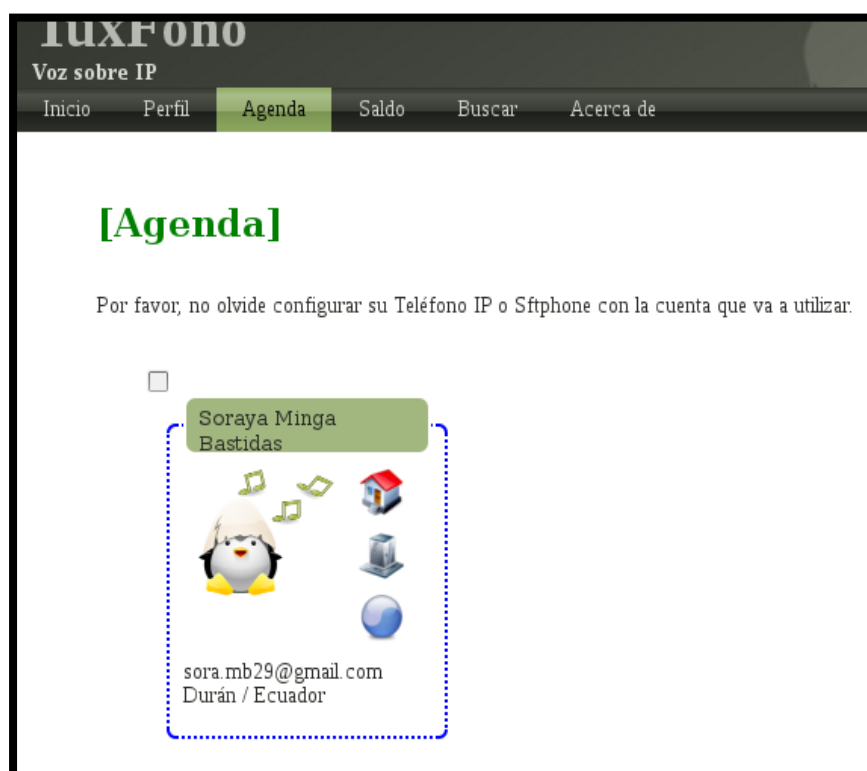 TuxFono
Voz sobre IP
Inicio Perfil Agenda Saldo Buscar Acerca de
[Agenda]
Por favor, no olvide configurar su Teléfono IP o Sftphone con la cuenta que va a utilizar.
Soraya Minga
Bastidas
sora.mb29@gmail.com
Durán / Ecuador